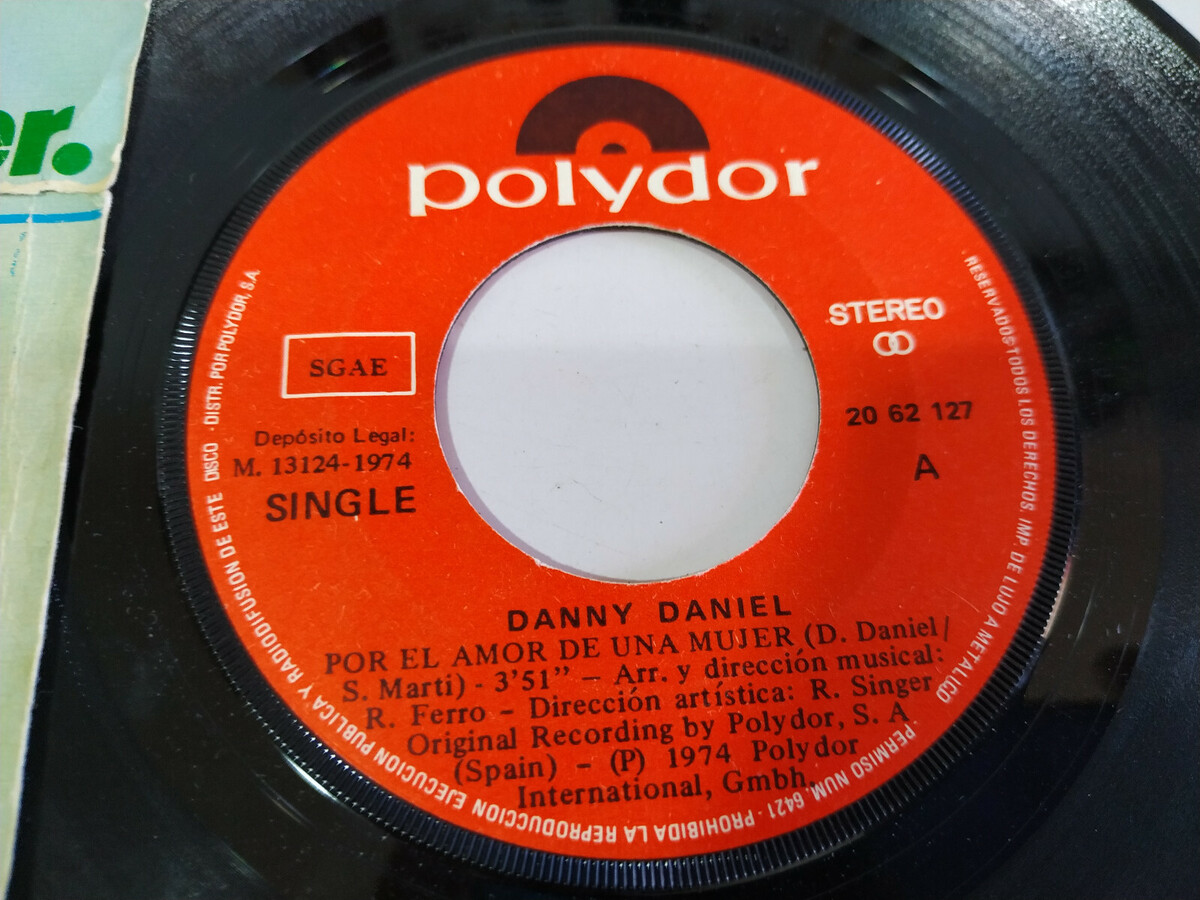 er.
polydor
STEREO
SGAE
20 62 127
Depósito Legal:
M. 13124-1974
A
SINGLE
DANNY DANIEL
POR EL AMOR DE UNA MUJER (D. Daniel/
S. Marti) - 3'51" - Arr. y dirección musical:
R. Ferro - Dirección artística: R. Singer
Original Recording by Polydor, S. A
(Spain) - (P) 1974 Polydor
International, Gmbh.
RESERVADOS TODOS LOS DERECHOS. IMP. DE LUJO A METAL IGD ·PERMISO NUM. 6421 · PROHIBIDA LA REPRODUCCION EJECUCION PUBLICA Y RADIODIFUSION DE ESTE DISCO ·DISTR. POR POLYDOR, S.A.